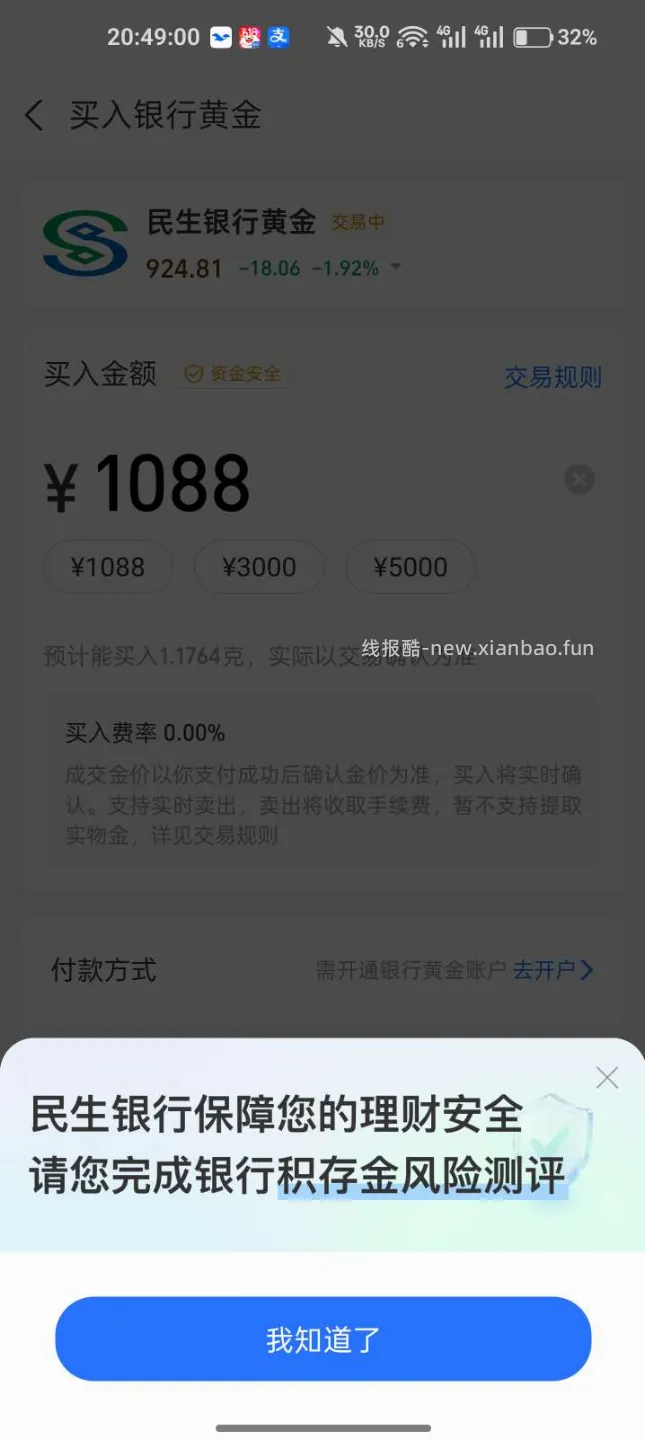 20:49:00 支 30.0 KB/S 6 4G 4G 32%
买入银行黄金
民生银行黄金 交易中
924.81 -18.06 -1.92%
买入金额 资金安全 交易规则
¥1088
¥1088 ¥3000 ¥5000
预计能买入1.1764克，实际以交易确认为准
线报酷-new.xianbao.fun
买入费率 0.00%
成交金价以你支付成功后确认金价为准，买入将实时确
认。支持实时卖出，卖出将收取手续费，暂不支持提取
实物金，详见交易规则
付款方式 需开通银行黄金账户 去开户
民生银行保障您的理财安全
请您完成银行积存金风险测评
我知道了